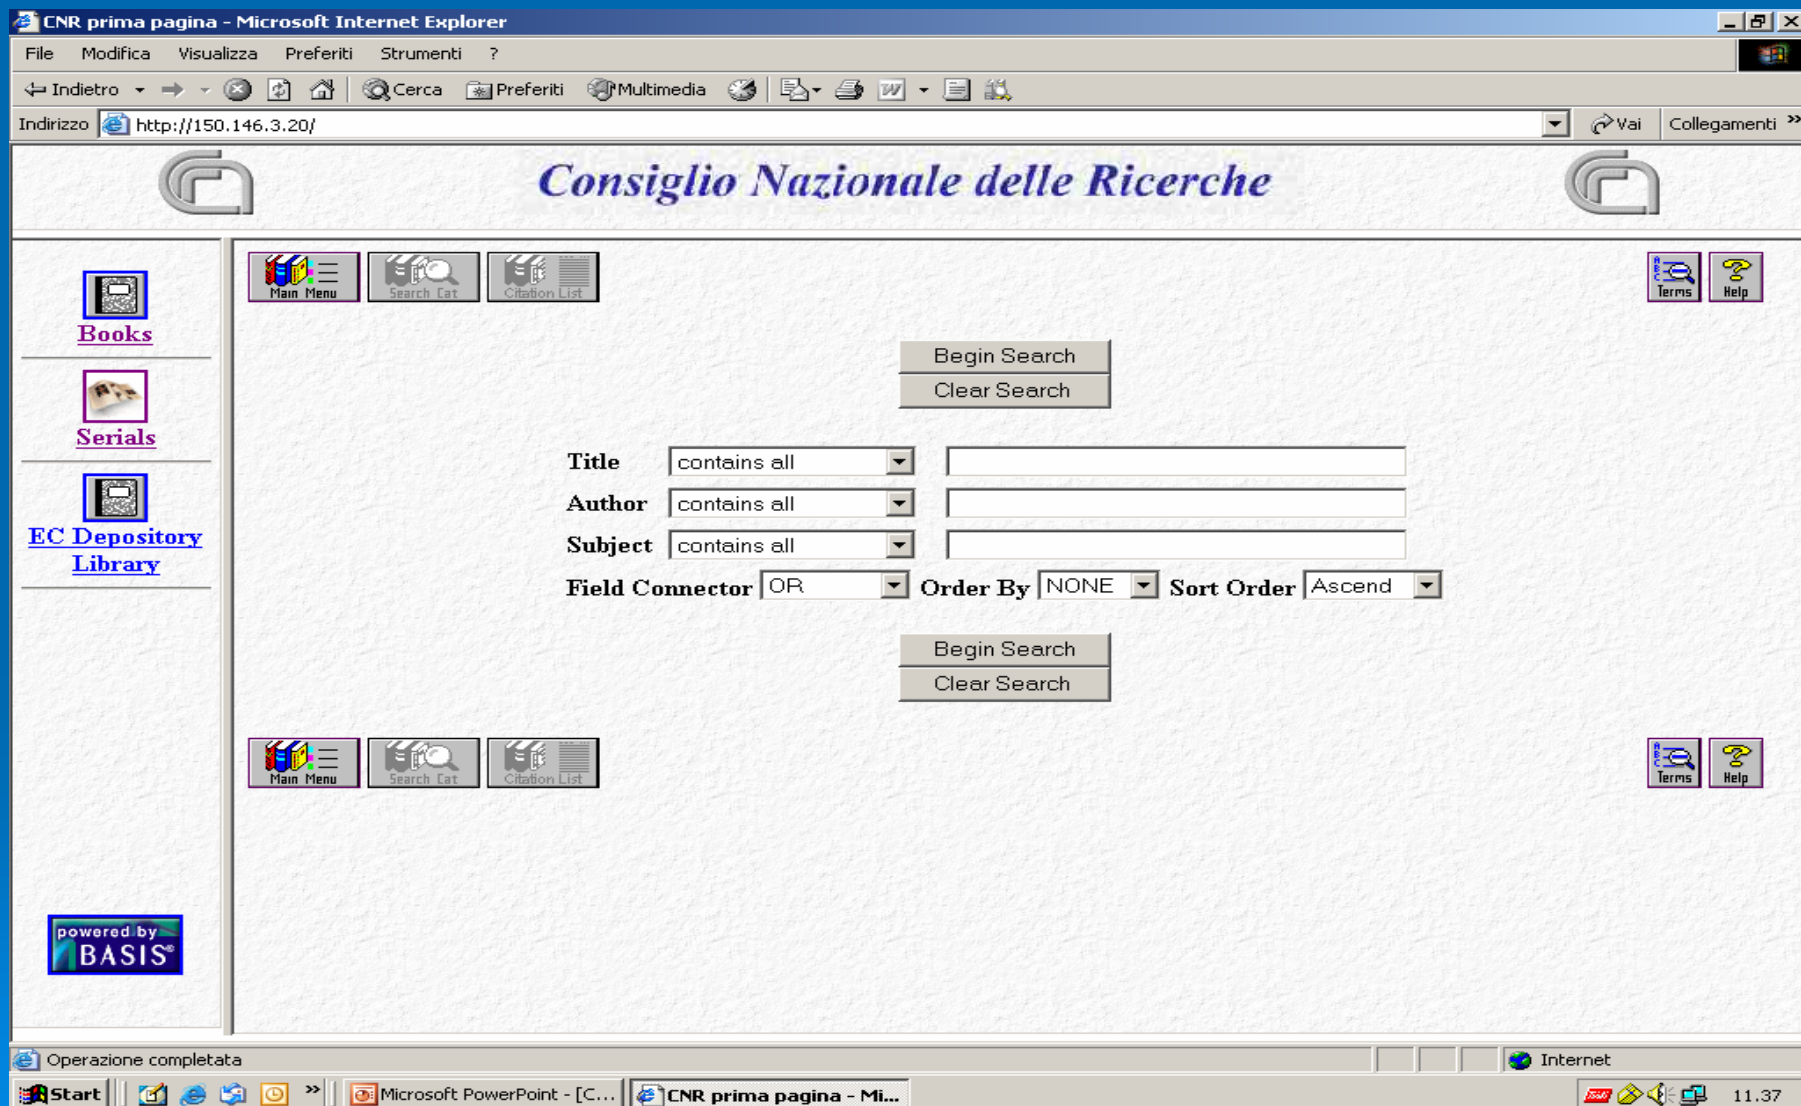 CNR prima pagina - Microsoft Internet Explorer
File Modifica Visualizza Preferiti Strumenti ?
Indietro Cerca Preferiti Multimedia
Indirizzo http://150.146.3.20/ Vai Collegamenti »
Consiglio Nazionale delle Ricerche
Books
Serials
EC Depository
Library
powered by
BASIS®
Main Menu Search Cat Citation List Terms Help
Begin Search
Clear Search
Title contains all
Author contains all
Subject contains all
Field Connector OR Order By NONE Sort Order Ascend
Begin Search
Clear Search
Main Menu Search Cat Citation List Terms Help
Operazione completata Internet
Start » Microsoft PowerPoint - [C... CNR prima pagina - Mi... 11.37